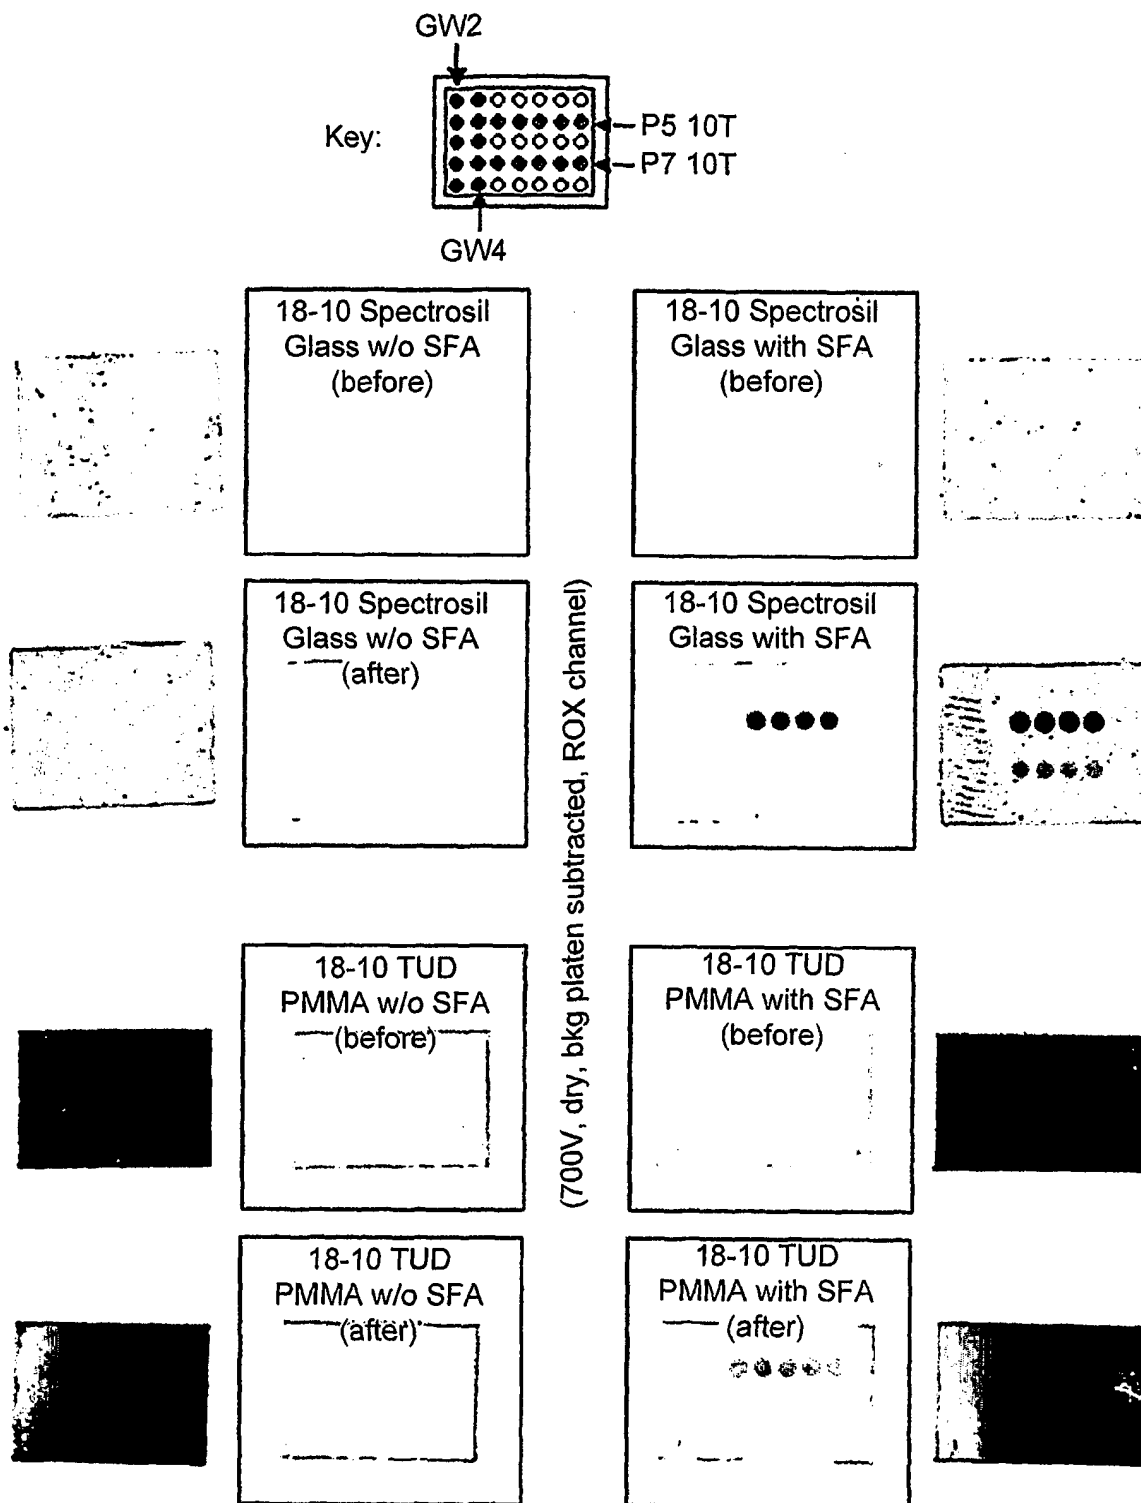 GW2
Key:
P5 10T
P7 10T
GW4
18-10 Spectrosil
Glass w/o SFA
(before)
18-10 Spectrosil
Glass with SFA
(before)
18-10 Spectrosil
Glass w/o SFA
(after)
18-10 Spectrosil
Glass with SFA
(700V, dry, bkg platen subtracted, ROX channel)
18-10 TUD
PMMA w/o SFA
(before)
18-10 TUD
PMMA with SFA
(before)
18-10 TUD
PMMA w/o SFA
(after)
18-10 TUD
PMMA with SFA
(after)